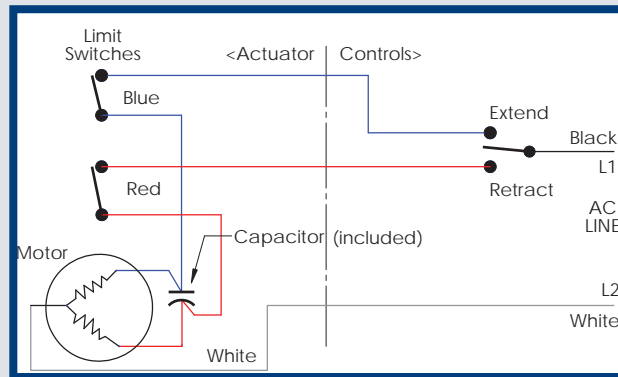 Limit
Switches
<Actuator
Controls>
Blue
Extend
Black
L1
Red
Retract
AC
LINE
Capacitor (included)
Motor
L2
White
White